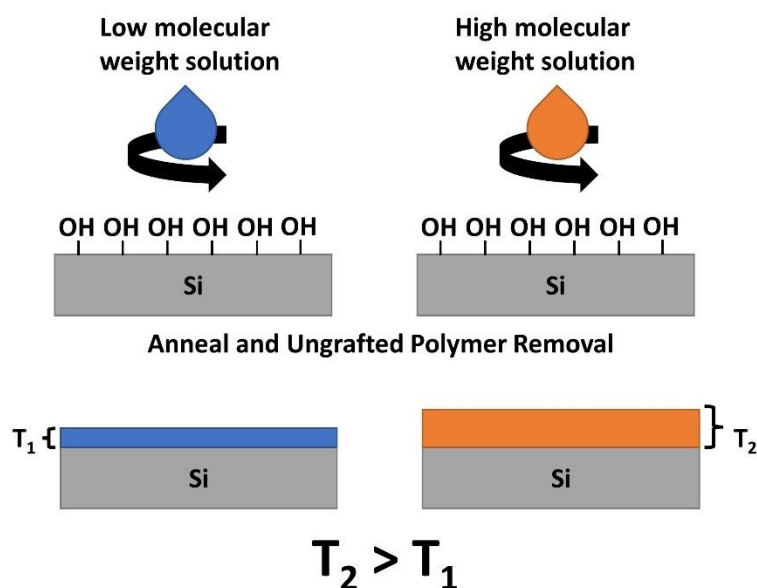 Low molecular
weight solution
High molecular
weight solution
OH OH OH OH OH OH
OH OH OH OH OH OH
Si
Si
Anneal and Ungrafted Polymer Removal
T₁
T₂
Si
Si
T₂ > T₁